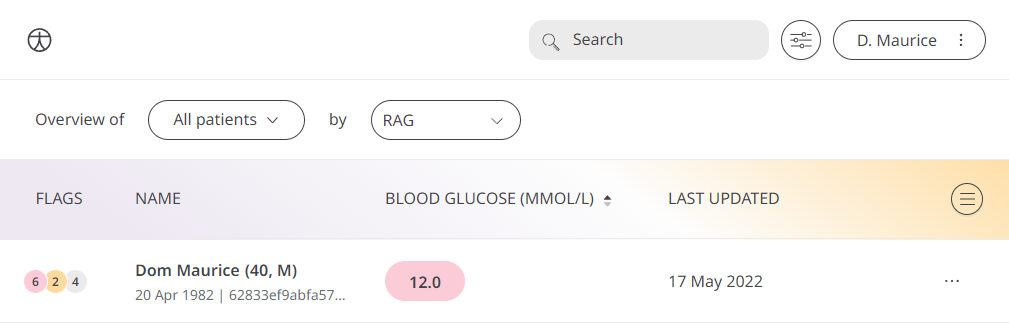 Search
D. Maurice
Overview of All patients by RAG
FLAGS NAME BLOOD GLUCOSE (MMOL/L) LAST UPDATED
6 2 4 Dom Maurice (40, M) 12.0 17 May 2022 ...
20 Apr 1982 | 62833ef9abfa57...